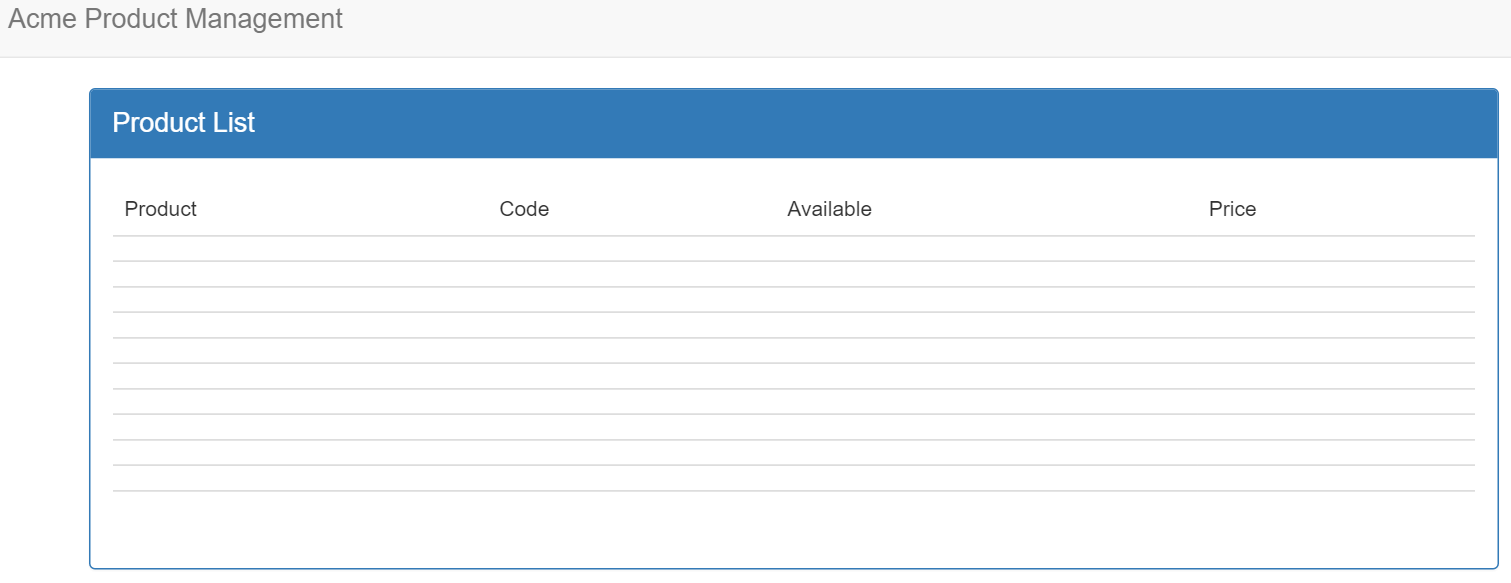 Acme Product Management
Product List
Product Code Available Price